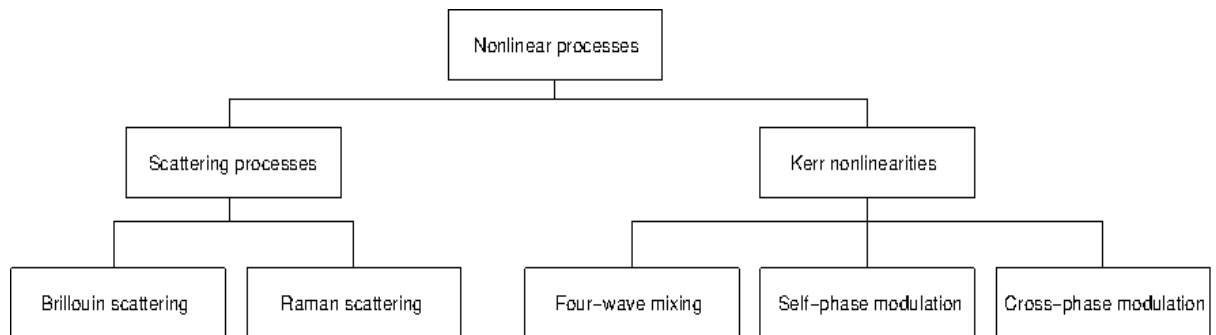 Nonlinear processes
Scattering processes
Kerr nonlinearities
Brillouin scattering
Raman scattering
Four-wave mixing
Self-phase modulation
Cross-phase modulation